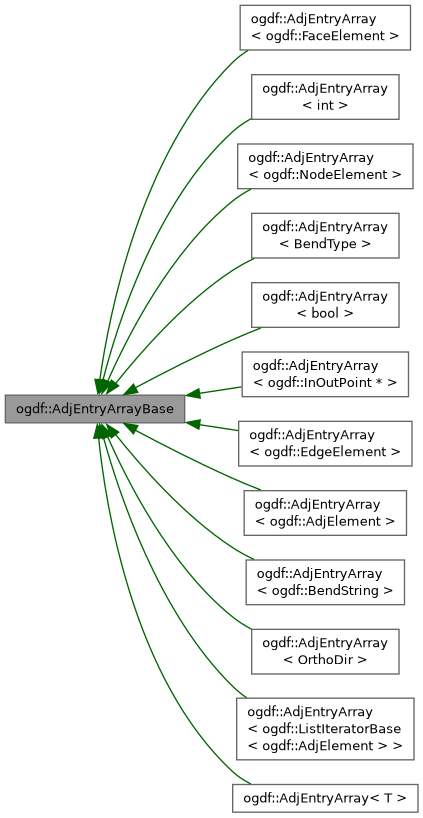 ogdf::AdjEntryArray
< ogdf::FaceElement >
ogdf::AdjEntryArray
< int >
ogdf::AdjEntryArray
< ogdf::NodeElement >
ogdf::AdjEntryArray
< BendType >
ogdf::AdjEntryArray
< bool >
ogdf::AdjEntryArray
< ogdf::InOutPoint * >
ogdf::AdjEntryArrayBase
ogdf::AdjEntryArray
< ogdf::EdgeElement >
ogdf::AdjEntryArray
< ogdf::AdjElement >
ogdf::AdjEntryArray
< ogdf::BendString >
ogdf::AdjEntryArray
< OrthoDir >
ogdf::AdjEntryArray
< ogdf::ListIteratorBase
< ogdf::AdjElement > >
ogdf::AdjEntryArray< T >